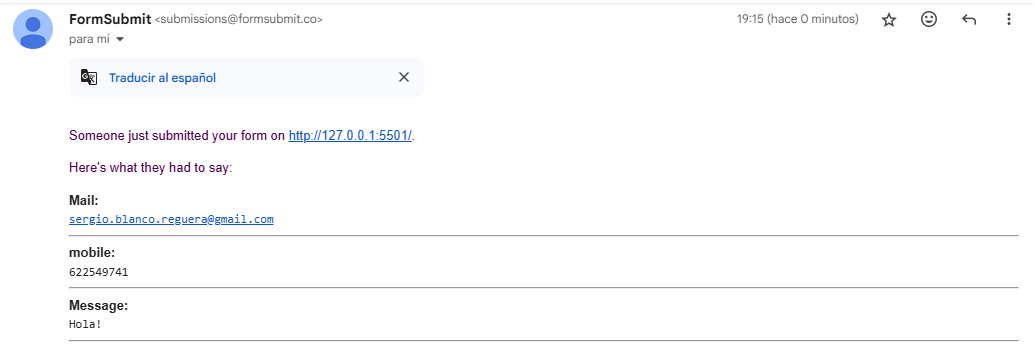 FormSubmit <submissions@formsubmit.co>
19:15 (hace 0 minutos)
para mí
Traducir al español
Someone just submitted your form on http://127.0.0.1:5501/.
Here's what they had to say:
Mail:
sergio.blanco.reguera@gmail.com
mobile:
622549741
Message:
Hola!